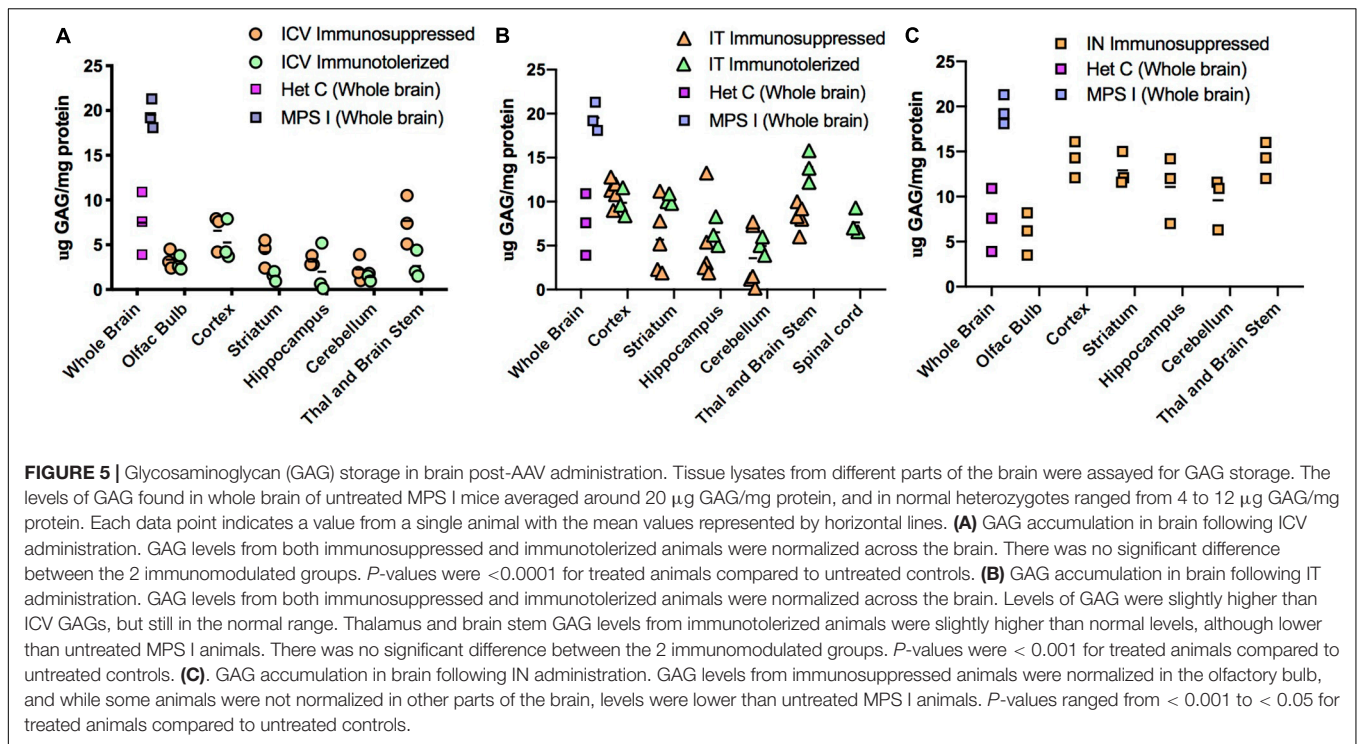 A
ICV Immunosuppressed
ICV Immunotolerized
Het C (Whole brain)
MPS I (Whole brain)
ug GAG/mg protein
25
20
15
10
5
0
Whole Brain
Olfac Bulb
Cortex
Striatum
Hippocampus
Cerebellum
Thal and Brain Stem
B
IT Immunosuppressed
IT Immunotolerized
Het C (Whole brain)
MPS I (Whole brain)
ug GAG/mg protein
25
20
15
10
5
0
Whole Brain
Cortex
Striatum
Hippocampus
Cerebellum
Thal and Brain Stem
Spinal cord
C
IN Immunosuppressed
Het C (Whole brain)
MPS I (Whole brain)
ug GAG/mg protein
25
20
15
10
5
0
Whole Brain
Olfac Bulb
Cortex
Striatum
Hippocampus
Cerebellum
Thal and Brain Stem
FIGURE 5 | Glycosaminoglycan (GAG) storage in brain post-AAV administration. Tissue lysates from different parts of the brain were assayed for GAG storage. The
levels of GAG found in whole brain of untreated MPS I mice averaged around 20 μg GAG/mg protein, and in normal heterozygotes ranged from 4 to 12 μg GAG/mg
protein. Each data point indicates a value from a single animal with the mean values represented by horizontal lines. (A) GAG accumulation in brain following ICV
administration. GAG levels from both immunosuppressed and immunotolerized animals were normalized across the brain. There was no significant difference
between the 2 immunomodulated groups. P-values were <0.0001 for treated animals compared to untreated controls. (B) GAG accumulation in brain following IT
administration. GAG levels from both immunosuppressed and immunotolerized animals were normalized across the brain. Levels of GAG were slightly higher than
ICV GAGs, but still in the normal range. Thalamus and brain stem GAG levels from immunotolerized animals were slightly higher than normal levels, although lower
than untreated MPS I animals. There was no significant difference between the 2 immunomodulated groups. P-values were < 0.001 for treated animals compared to
untreated controls. (C). GAG accumulation in brain following IN administration. GAG levels from immunosuppressed animals were normalized in the olfactory bulb,
and while some animals were not normalized in other parts of the brain, levels were lower than untreated MPS I animals. P-values ranged from < 0.001 to < 0.05 for
treated animals compared to untreated controls.